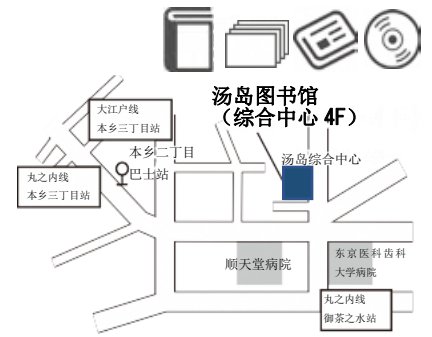 汤岛图书馆
（综合中心 4F）
大江户线
本乡三丁目站
本乡二丁目
巴士站
汤岛综合中心
丸之内线
本乡三丁目站
顺天堂病院
东京医科齿科
大学病院
丸之内线
御茶之水站